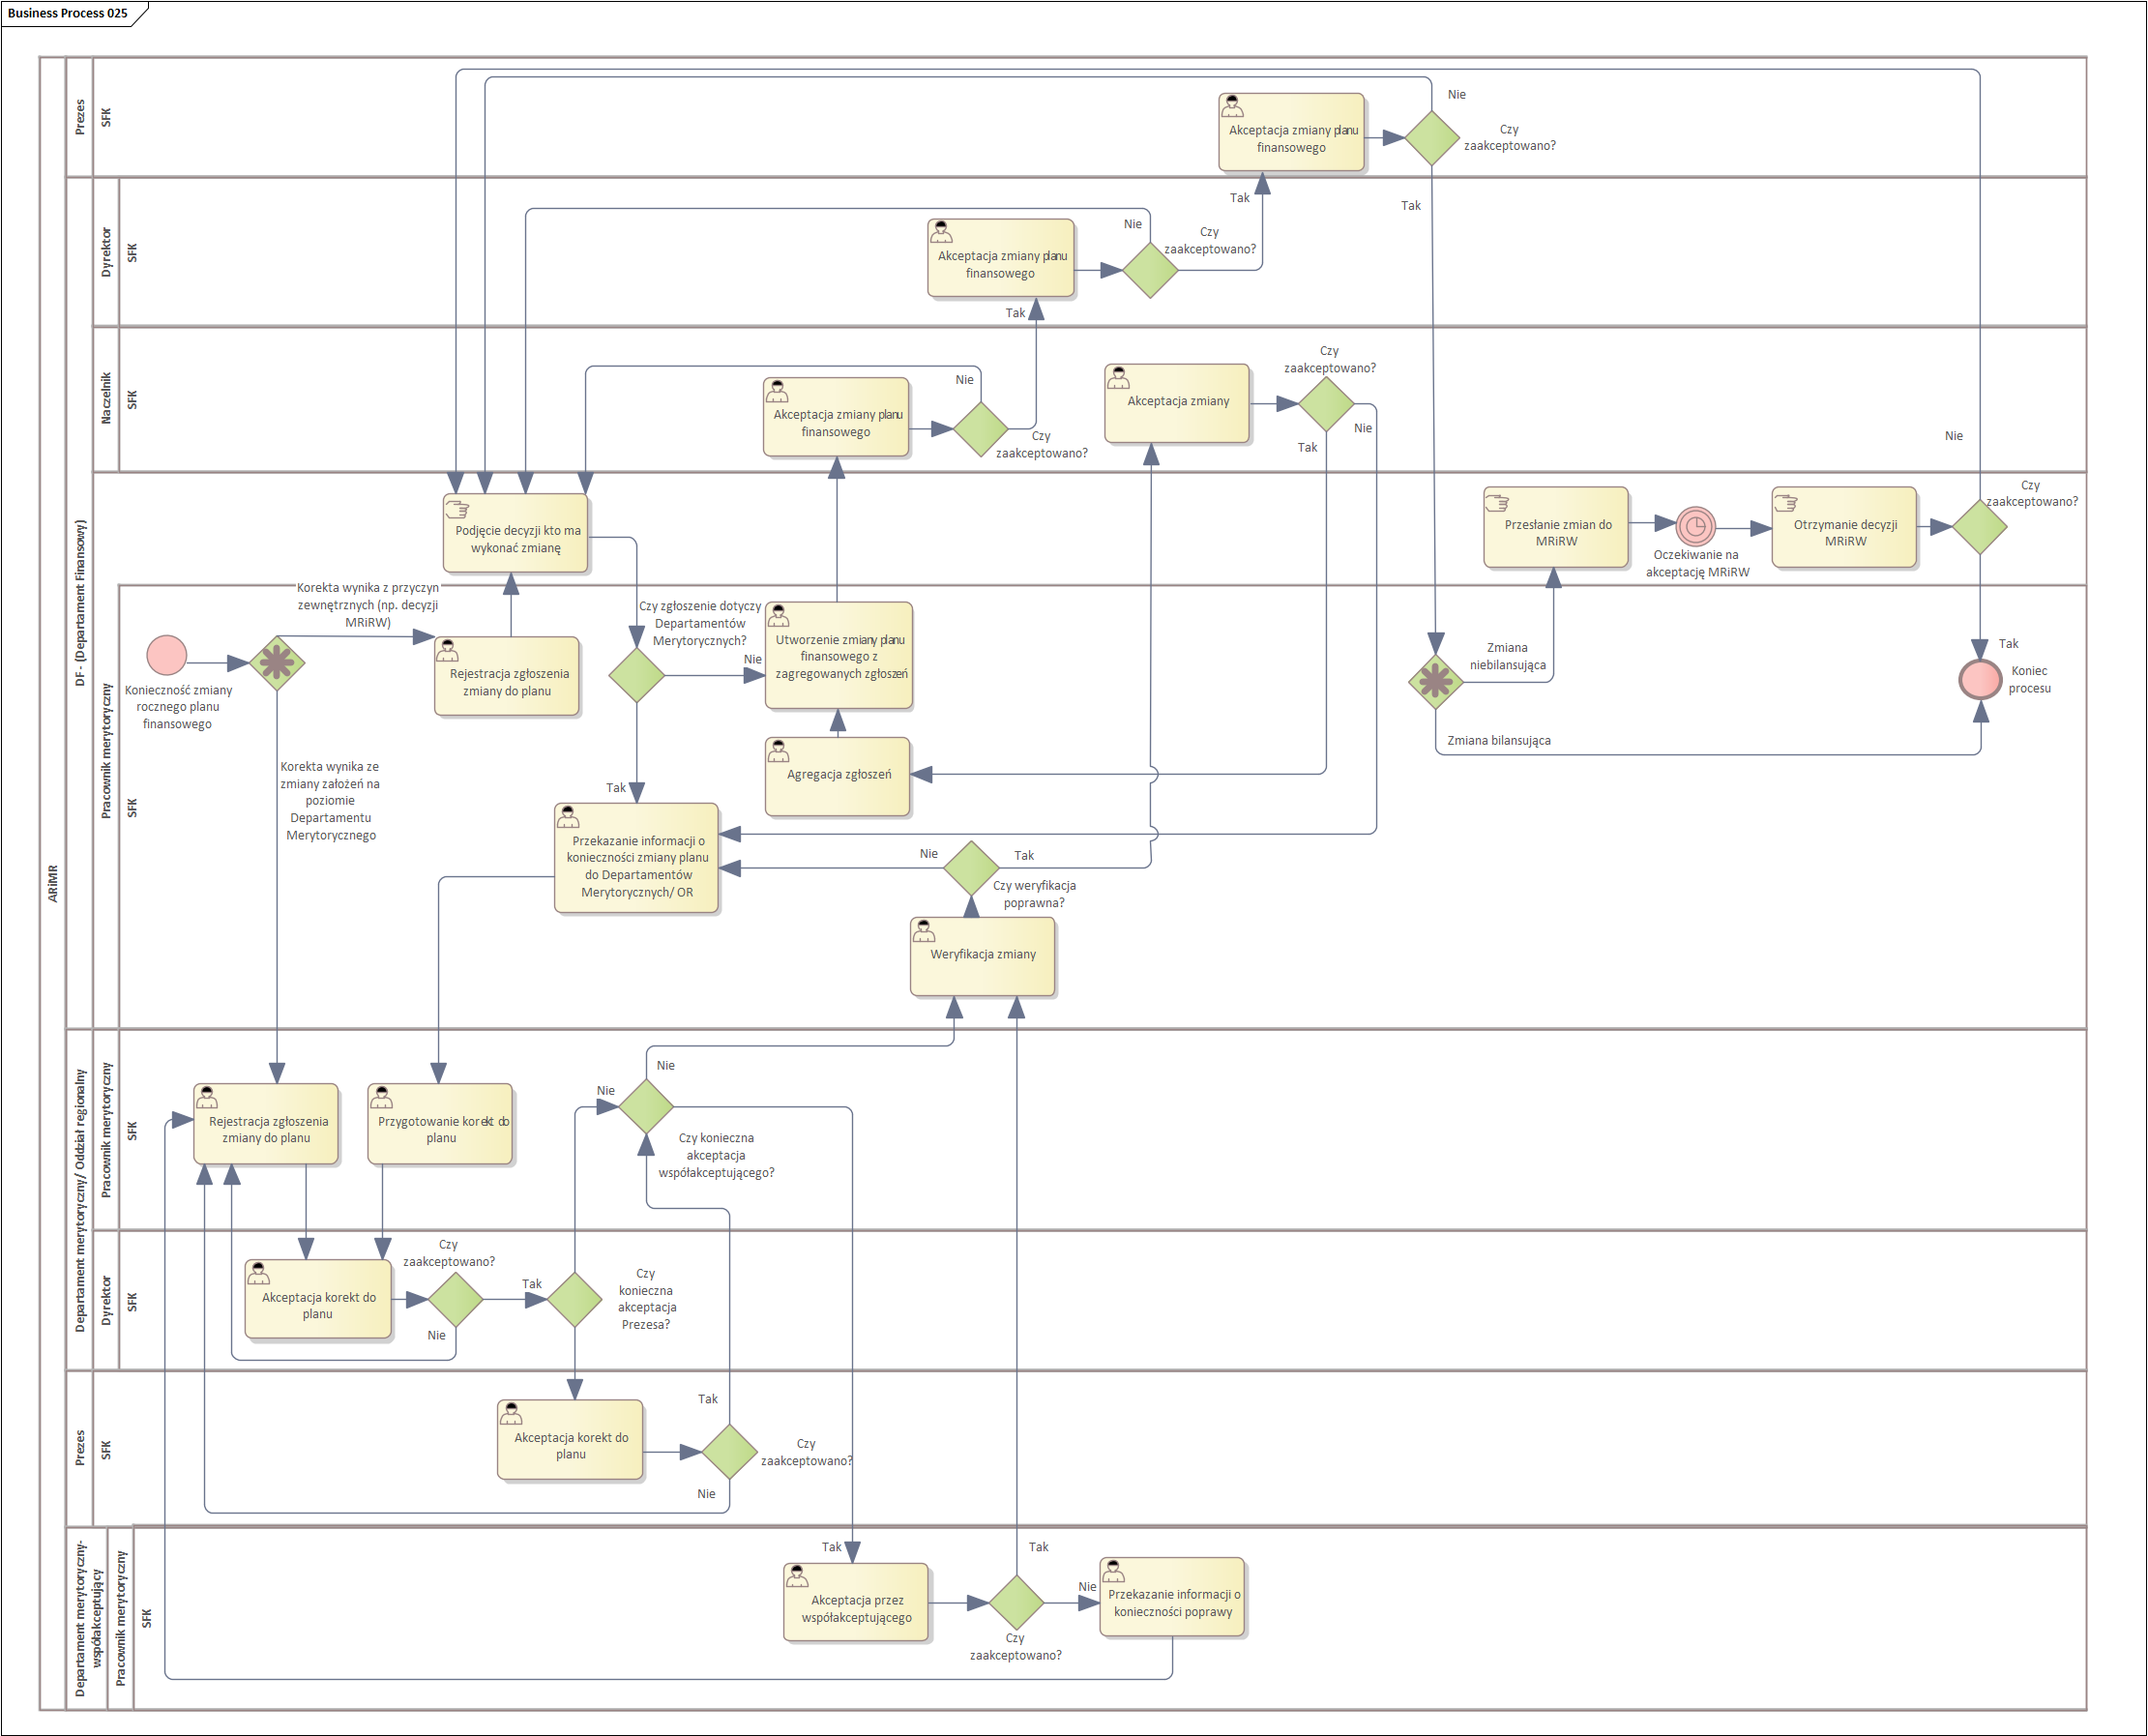 Business Process 025
ARiMR
Prezes
SFK
Akceptacja zmiany planu
finansowego
Nie
Czy
zaakceptowano?
Tak
DF - (Departament Finansowy)
Dyrektor
SFK
Akceptacja zmiany planu
finansowego
Nie
Czy
zaakceptowano?
Tak
Naczelnik
SFK
Akceptacja zmiany planu
finansowego
Nie
Czy
zaakceptowano?
Tak
Akceptacja zmiany
Czy
zaakceptowano?
Nie
Tak
Podjęcie decyzji kto ma
wykonać zmianę
Przesłanie zmian do
MRiRW
Oczekiwanie na
akceptację MRiRW
Otrzymanie decyzji
MRiRW
Czy
zaakceptowano?
Nie
Tak
Koniec
procesu
Pracownik merytoryczny
SFK
Konieczność zmiany
rocznego planu
finansowego
Korekta wynika z przyczyn
zewnętrznych (np. decyzji
MRiRW)
Rejestracja zgłoszenia
zmiany do planu
Czy zgłoszenie dotyczy
Departamentów
Merytorycznych?
Nie
Utworzenie zmiany planu
finansowego z
zagregowanych zgłoszeń
Zmiana
niebilansująca
Zmiana bilansująca
Korekta wynika ze
zmiany założeń na
poziomie
Departamentu
Merytorycznego
Agregacja zgłoszeń
Tak
Przekazanie informacji o
konieczności zmiany planu
do Departamentów
Merytorycznych/ OR
Nie
Tak
Czy weryfikacja
poprawna?
Weryfikacja zmiany
Departament merytoryczny/ Oddział regionalny
Pracownik merytoryczny
SFK
Rejestracja zgłoszenia
zmiany do planu
Przygotowanie korekt do
planu
Nie
Nie
Czy konieczna
akceptacja
współakceptującego?
Dyrektor
SFK
Akceptacja korekt do
planu
Czy
zaakceptowano?
Nie
Tak
Czy
konieczna
akceptacja
Prezesa?
Prezes
SFK
Akceptacja korekt do
planu
Tak
Czy
zaakceptowano?
Nie
Departament merytoryczny-
współakceptujący
Pracownik merytoryczny
SFK
Tak
Akceptacja przez
współakceptującego
Tak
Nie
Czy
zaakceptowano?
Przekazanie informacji o
konieczności poprawy